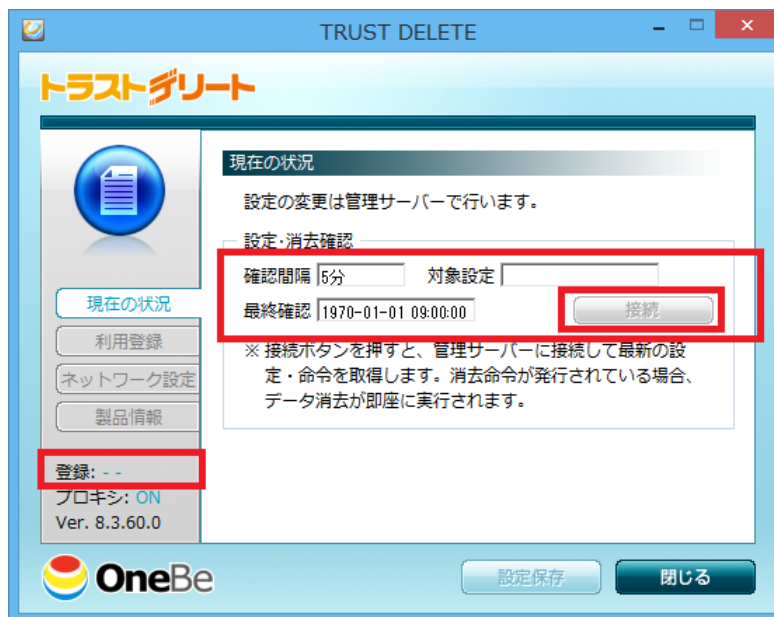 TRUST DELETE
トラストデリート
現在の状況
設定の変更は管理サーバーで行います。
設定・消去確認
確認間隔 5分 対象設定
最終確認 1970-01-01 09:00:00 接続
※ 接続ボタンを押すと、管理サーバーに接続して最新の設
定・命令を取得します。消去命令が発行されている場合、
データ消去が即座に実行されます。
現在の状況
利用登録
ネットワーク設定
製品情報
登録: - -
プロキシ: ON
Ver. 8.3.60.0
OneBe
設定保存
閉じる